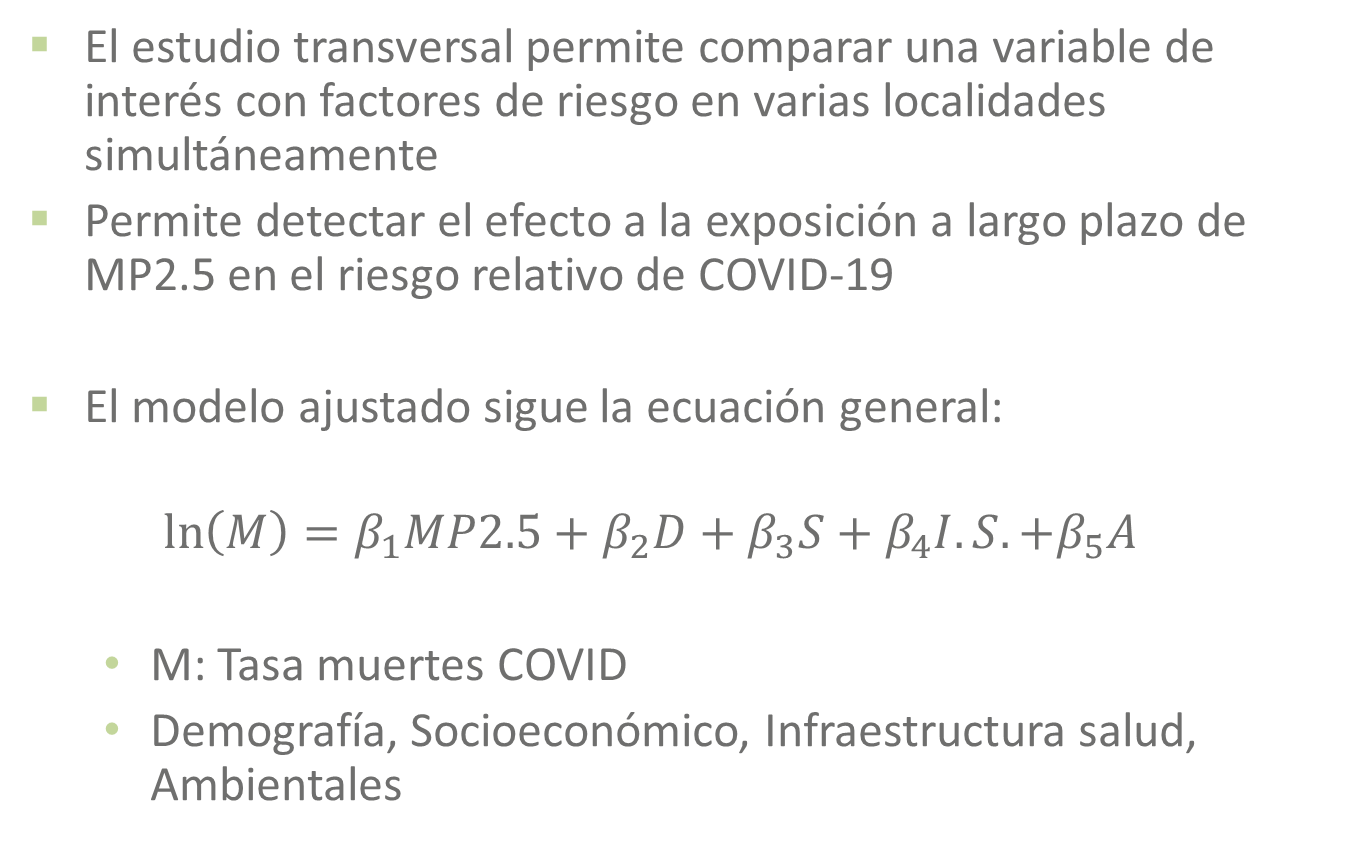 ▪ El estudio transversal permite comparar una variable de
interés con factores de riesgo en varias localidades
simultáneamente
▪ Permite detectar el efecto a la exposición a largo plazo de
MP2.5 en el riesgo relativo de COVID-19
▪ El modelo ajustado sigue la ecuación general:
ln(M) = β₁MP2.5 + β₂D + β₃S + β₄I.S.+β₅A
• M: Tasa muertes COVID
• Demografía, Socioeconómico, Infraestructura salud,
Ambientales